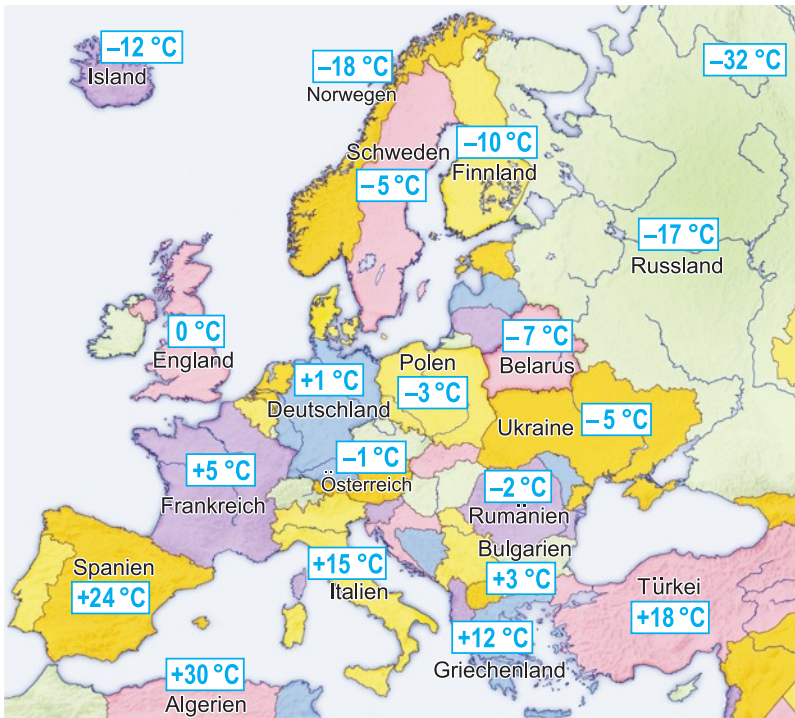 –12 °C
Island
–18 °C
Norwegen
–32 °C
Schweden
–5 °C
–10 °C
Finnland
–17 °C
Russland
0 °C
England
+1 °C
Deutschland
Polen
–3 °C
–7 °C
Belarus
Ukraine –5 °C
+5 °C
Frankreich
–1 °C
Österreich
–2 °C
Rumänien
Bulgarien
+3 °C
Spanien
+24 °C
+15 °C
Italien
Türkei
+18 °C
+12 °C
Griechenland
+30 °C
Algerien